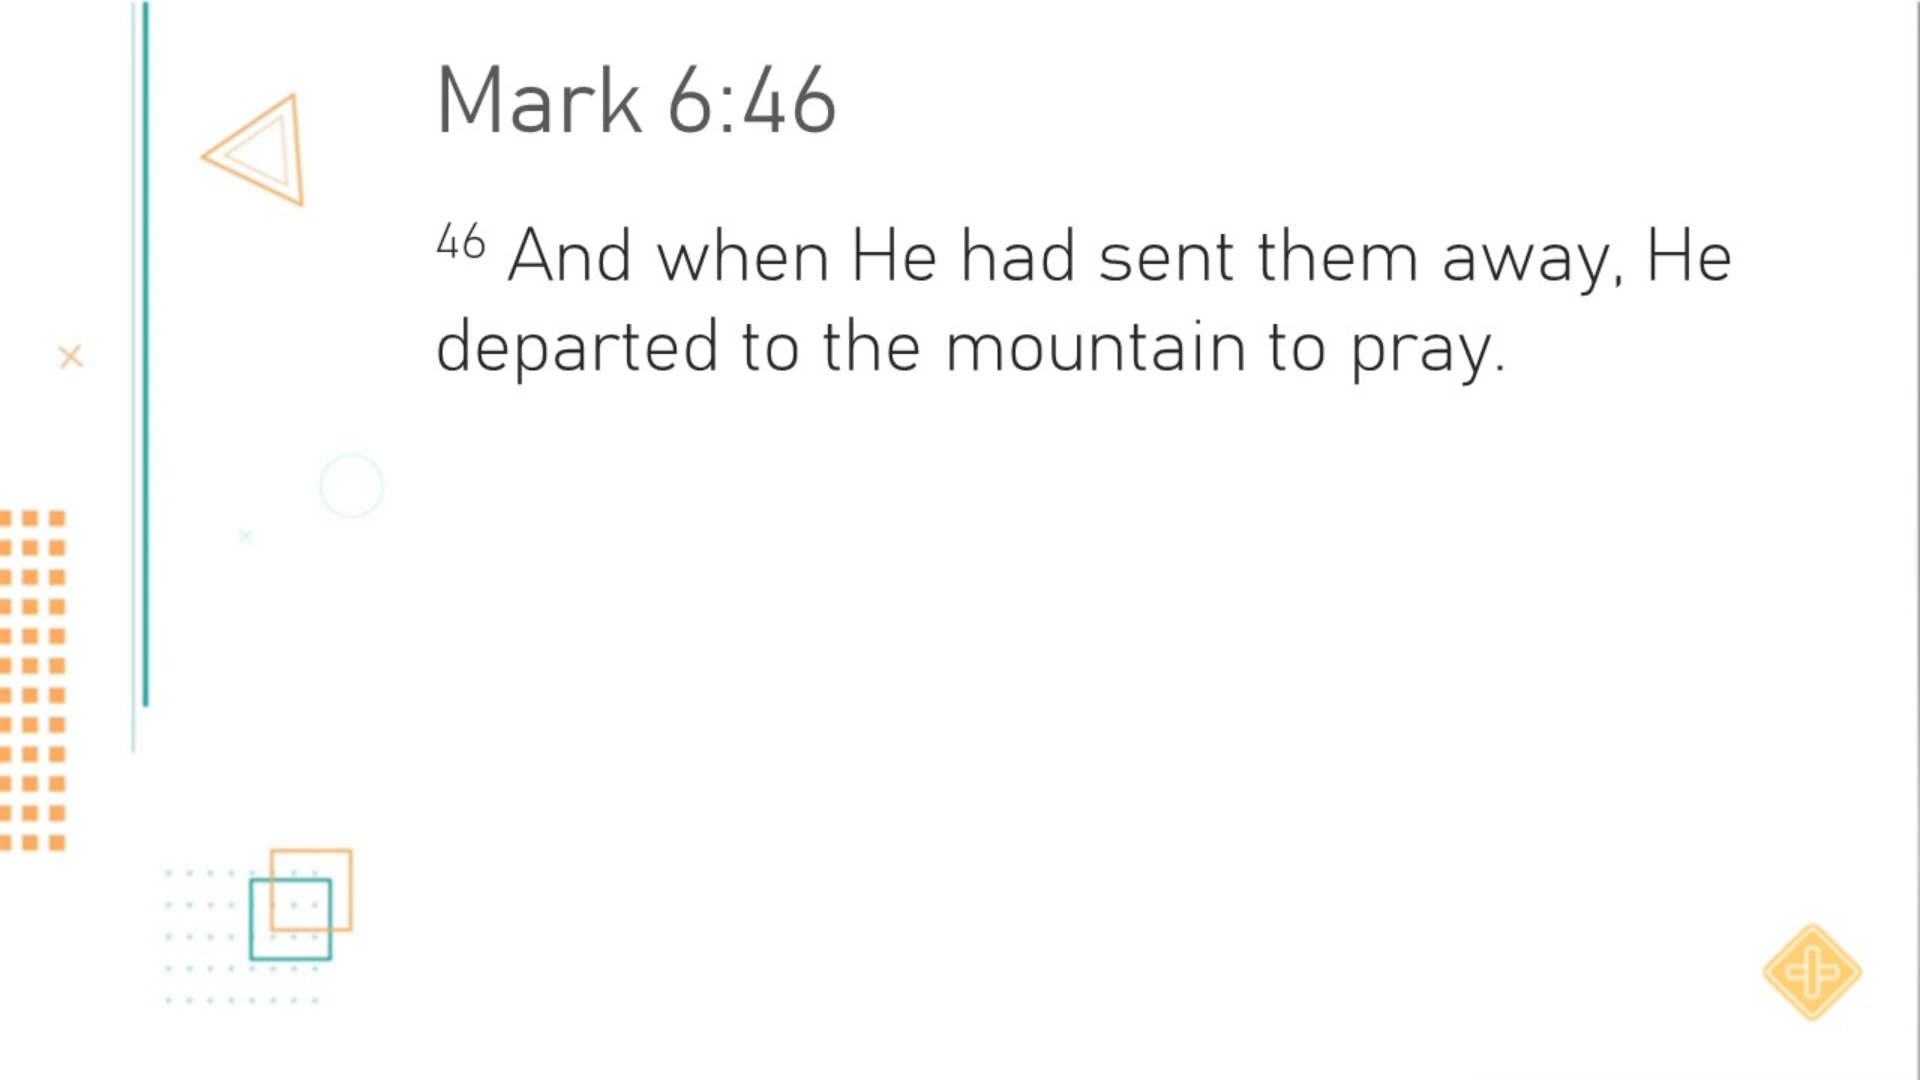 Mark 6:46
46 And when He had sent them away, He
departed to the mountain to pray.